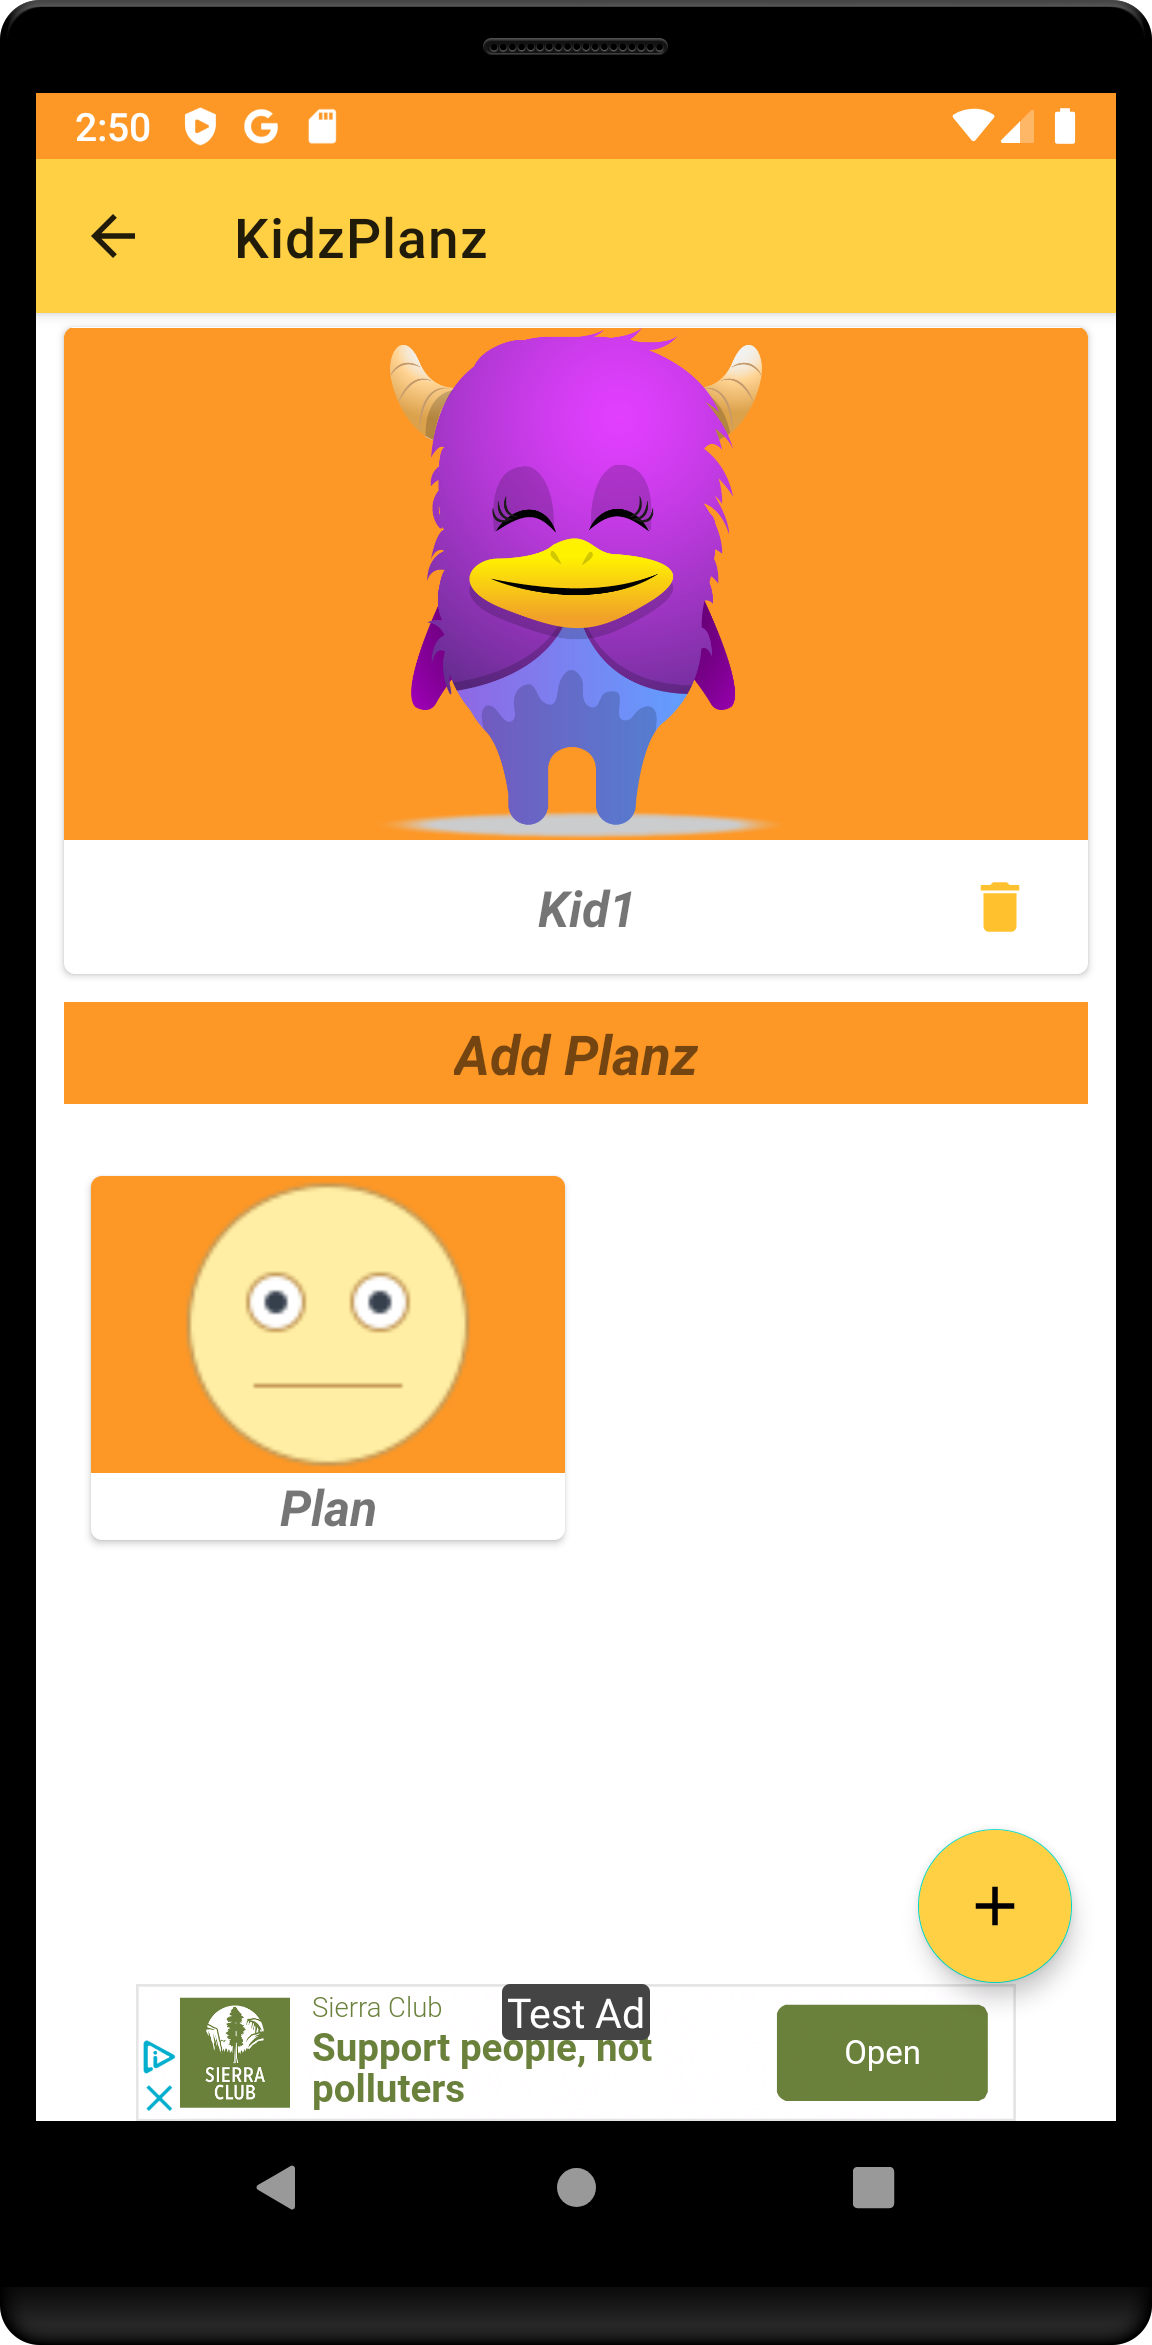 2:50
KidzPlanz
Kid1
Add Planz
Plan
Test Ad
Sierra Club
Support people, not
polluters
SIERRA
CLUB
Open